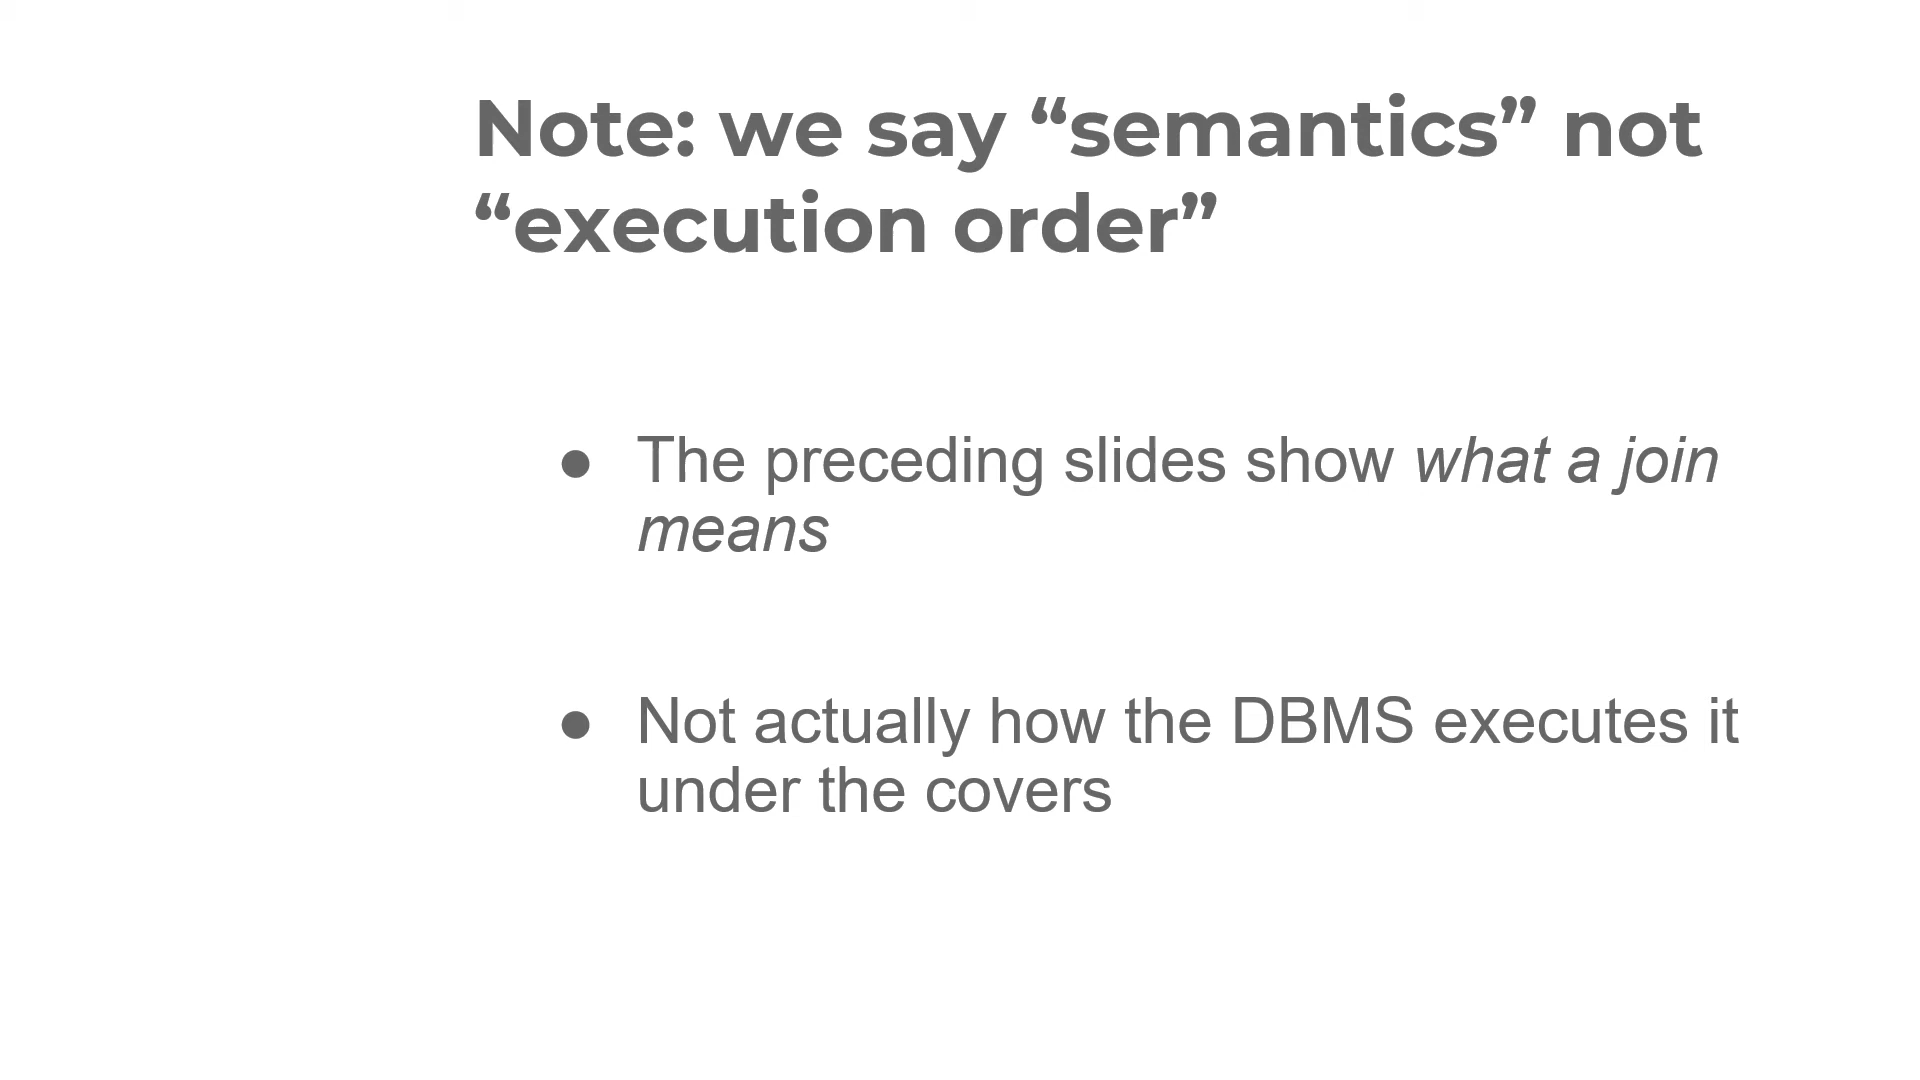 Note: we say “semantics” not
“execution order”
● The preceding slides show what a join
means
● Not actually how the DBMS executes it
under the covers